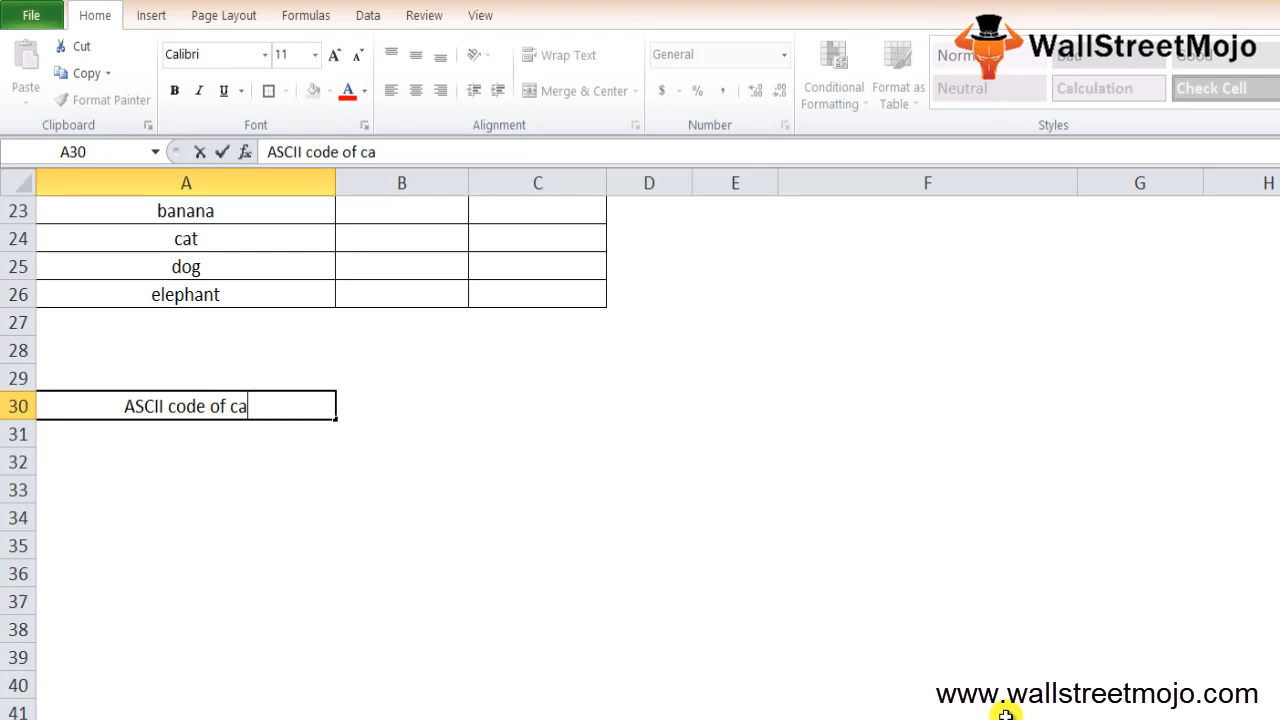 File Home Insert Page Layout Formulas Data Review View
WallStreetMojo
Paste Cut Copy Format Painter
Calibri 11 A A
B I U A
Wrap Text
Merge & Center
General
$ % ,
Conditional Formatting
Format as Table
Bad Good
Neutral Calculation Check Cell
Clipboard Font Alignment Number Styles
A30 fx ASCII code of ca
A B C D E F G H
23 banana
24 cat
25 dog
26 elephant
27
28
29
30 ASCII code of ca
31
32
33
34
35
36
37
38
39
40
41
www.wallstreetmojo.com